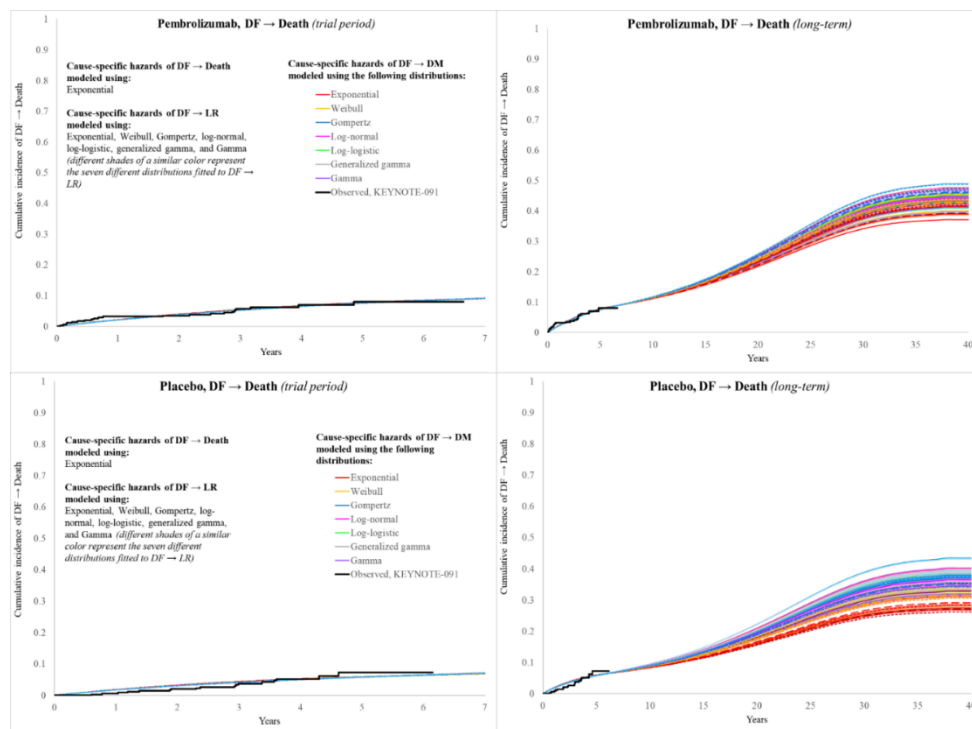 Pembrolizumab, DF → Death (trial period)
Cumulative incidence of DF → Death
1
0.9
0.8
0.7
0.6
0.5
0.4
0.3
0.2
0.1
0
Cause-specific hazards of DF → Death
modeled using:
Exponential
Cause-specific hazards of DF → LR
modeled using:
Exponential, Weibull, Gompertz, log-normal,
log-logistic, generalized gamma, and Gamma
(different shades of a similar color represent
the seven different distributions fitted to DF →
LR)
Cause-specific hazards of DF → DM
modeled using the following distributions:
Exponential
Weibull
Gompertz
Log-normal
Log-logistic
Generalized gamma
Gamma
Observed, KEYNOTE-091
0 1 2 3 4 5 6 7
Years
Pembrolizumab, DF → Death (long-term)
Cumulative incidence of DF → Death
1
0.9
0.8
0.7
0.6
0.5
0.4
0.3
0.2
0.1
0
0 5 10 15 20 25 30 35 40
Years
Placebo, DF → Death (trial period)
Cumulative incidence of DF → Death
1
0.9
0.8
0.7
0.6
0.5
0.4
0.3
0.2
0.1
0
Cause-specific hazards of DF → Death
modeled using:
Exponential
Cause-specific hazards of DF → LR
modeled using:
Exponential, Weibull, Gompertz, log-
normal, log-logistic, generalized gamma,
and Gamma (different shades of a similar
color represent the seven different
distributions fitted to DF → LR)
Cause-specific hazards of DF → DM
modeled using the following
distributions:
Exponential
Weibull
Gompertz
Log-normal
Log-logistic
Generalized gamma
Gamma
Observed, KEYNOTE-091
0 1 2 3 4 5 6 7
Years
Placebo, DF → Death (long-term)
Cumulative incidence of DF → Death
1
0.9
0.8
0.7
0.6
0.5
0.4
0.3
0.2
0.1
0
0 5 10 15 20 25 30 35 40
Years